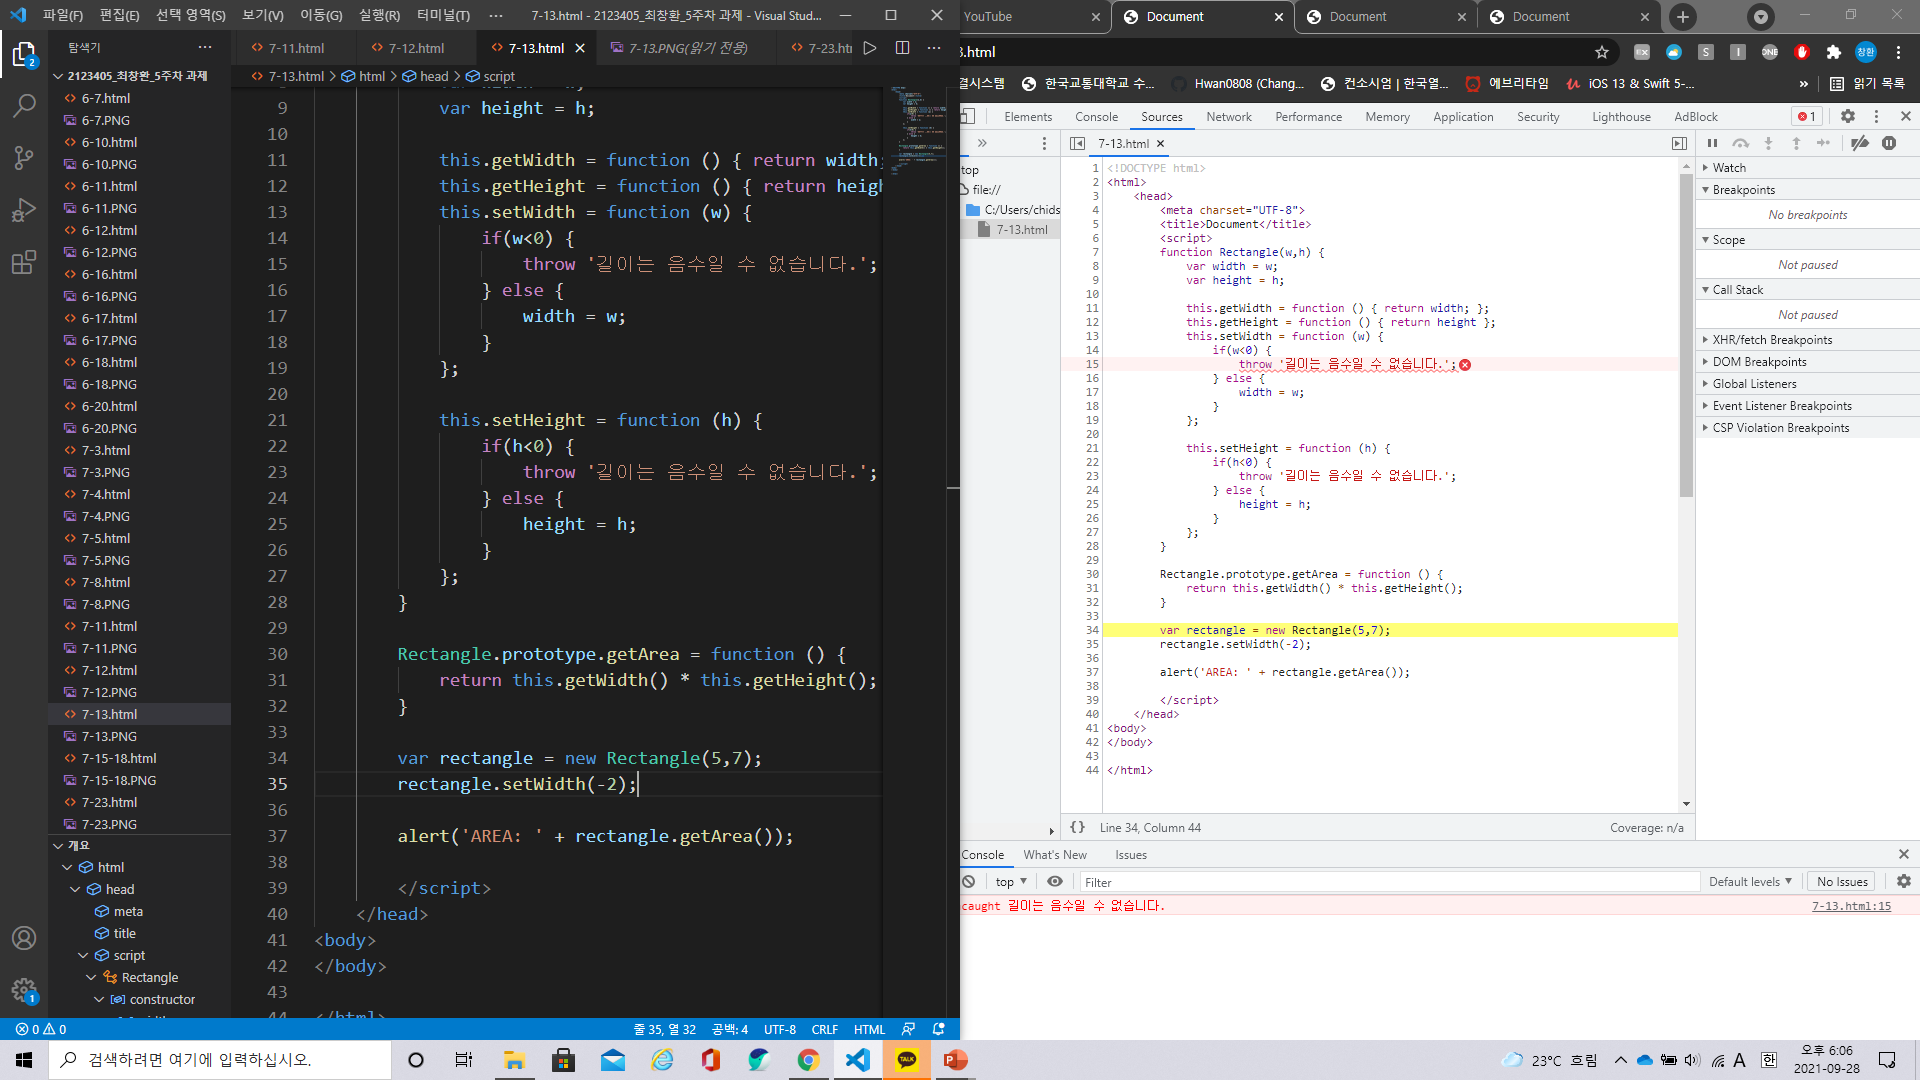 파일(F) 편집(E) 선택 영역(S) 보기(V) 이동(G) 실행(R) 터미널(T) ··· 7-13.html - 2123405_최창환_5주차 과제 - Visual Stud...
탐색기 ···
2123405_최창환_5주차 과제
6-7.html
6-7.PNG
6-10.html
6-10.PNG
6-11.html
6-11.PNG
6-12.html
6-12.PNG
6-16.html
6-16.PNG
6-17.html
6-17.PNG
6-18.html
6-18.PNG
6-20.html
6-20.PNG
7-3.html
7-3.PNG
7-4.html
7-4.PNG
7-5.html
7-5.PNG
7-8.html
7-8.PNG
7-11.html
7-11.PNG
7-12.html
7-12.PNG
7-13.html
7-13.PNG
7-15-18.html
7-15-18.PNG
7-23.html
7-23.PNG
개요
html
head
meta
title
script
Rectangle
constructor
7-11.html 7-12.html 7-13.html 7-13.PNG(읽기 전용) 7-23.ht
7-13.html > html > head > script
9 var height = h;
10
11 this.getWidth = function () { return width;
12 this.getHeight = function () { return heigh
13 this.setWidth = function (w) {
14 if(w<0) {
15 throw '길이는 음수일 수 없습니다.';
16 } else {
17 width = w;
18 }
19 };
20
21 this.setHeight = function (h) {
22 if(h<0) {
23 throw '길이는 음수일 수 없습니다.';
24 } else {
25 height = h;
26 }
27 };
28 }
29
30 Rectangle.prototype.getArea = function () {
31 return this.getWidth() * this.getHeight();
32 }
33
34 var rectangle = new Rectangle(5,7);
35 rectangle.setWidth(-2);
36
37 alert('AREA: ' + rectangle.getArea());
38
39 </script>
40 </head>
41 <body>
42 </body>
43
44 </html>
0 0 줄 35, 열 32 공백: 4 UTF-8 CRLF HTML
YouTube Document Document Document
3.html
결시스템 한국교통대학교 수... Hwan0808 (Chang... 컨소시엄 | 한국열... 에브리타임 iOS 13 & Swift 5-... » 읽기 목록
Elements Console Sources Network Performance Memory Application Security Lighthouse AdBlock 1
7-13.html
top
file://
C:/Users/chids
7-13.html
1 <!DOCTYPE html>
2 <html>
3 <head>
4 <meta charset="UTF-8">
5 <title>Document</title>
6 <script>
7 function Rectangle(w,h) {
8 var width = w;
9 var height = h;
10
11 this.getWidth = function () { return width; };
12 this.getHeight = function () { return height };
13 this.setWidth = function (w) {
14 if(w<0) {
15 throw '길이는 음수일 수 없습니다.';
16 } else {
17 width = w;
18 }
19 };
20
21 this.setHeight = function (h) {
22 if(h<0) {
23 throw '길이는 음수일 수 없습니다.';
24 } else {
25 height = h;
26 }
27 };
28 }
29
30 Rectangle.prototype.getArea = function () {
31 return this.getWidth() * this.getHeight();
32 }
33
34 var rectangle = new Rectangle(5,7);
35 rectangle.setWidth(-2);
36
37 alert('AREA: ' + rectangle.getArea());
38
39 </script>
40 </head>
41 <body>
42 </body>
43
44 </html>
{} Line 34, Column 44 Coverage: n/a
Watch
Breakpoints
No breakpoints
Scope
Not paused
Call Stack
Not paused
XHR/fetch Breakpoints
DOM Breakpoints
Global Listeners
Event Listener Breakpoints
CSP Violation Breakpoints
Console What's New Issues
top Filter Default levels No Issues
caught 길이는 음수일 수 없습니다. 7-13.html:15
검색하려면 여기에 입력하십시오.
23°C 흐림 A 한 오후 6:06
2021-09-28